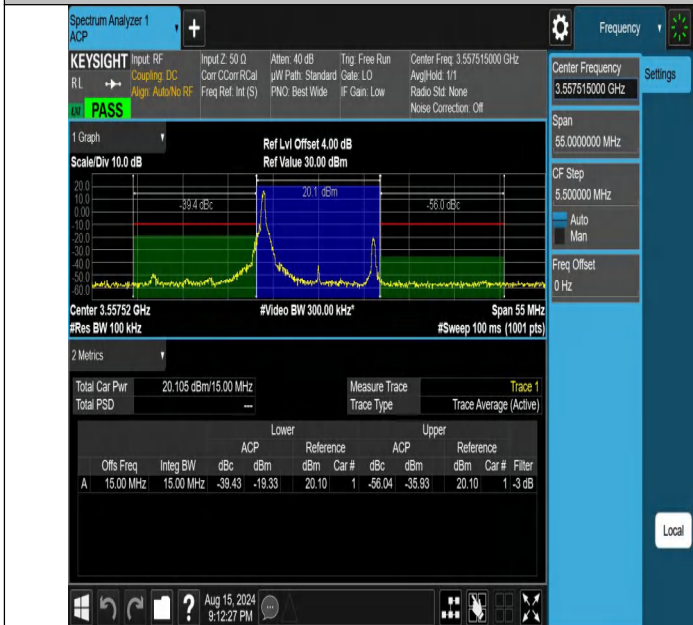 Spectrum Analyzer 1
ACP
+
Frequency
KEYSIGHT Input: RF
RL Coupling: DC
Align: Auto/No RF
LXI PASS
Input Z: 50 Ω
Corr CCorr RCal
Freq Ref: Int (S)
Atten: 40 dB
µW Path: Standard
PNO: Best Wide
Trig: Free Run
Gate: LO
IF Gain: Low
Center Freq: 3.557515000 GHz
Avg|Hold: 1/1
Radio Std: None
Noise Correction: Off
Center Frequency
3.557515000 GHz
Settings
Span
55.0000000 MHz
CF Step
5.500000 MHz
Auto
Man
Freq Offset
0 Hz
Local
1 Graph
Scale/Div 10.0 dB
Ref Lvl Offset 4.00 dB
Ref Value 30.00 dBm
20.0
10.0
0.00
-10.0
-20.0
-30.0
-40.0
-50.0
-60.0
-39.4 dBc
20.1 dBm
-56.0 dBc
Center 3.55752 GHz
#Video BW 300.00 kHz*
Span 55 MHz
#Res BW 100 kHz
#Sweep 100 ms (1001 pts)
2 Metrics
Total Car Pwr 20.105 dBm/15.00 MHz
Total PSD ---
Measure Trace Trace 1
Trace Type Trace Average (Active)
Lower Upper
ACP Reference ACP Reference
Offs Freq Integ BW dBc dBm dBm Car # dBc dBm dBm Car # Filter
A 15.00 MHz 15.00 MHz -39.43 -19.33 20.10 1 -56.04 -35.93 20.10 1 -3 dB
?
Aug 15, 2024
9:12:27 PM